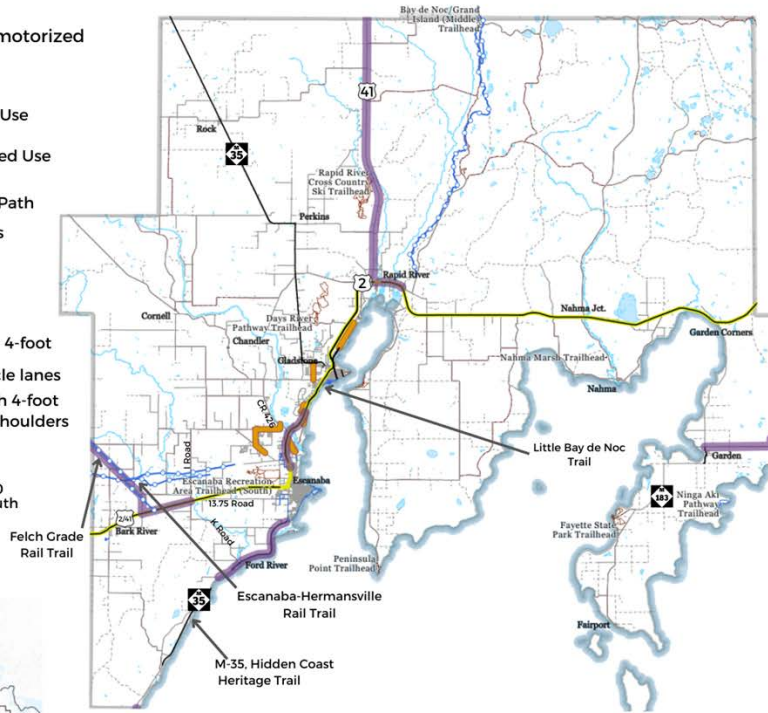 Bay de Noc/Grand
Island (Middle)
Trailhead
motorized
41
Use
Rock
35
ed Use
Rapid River
Cross Country
Ski Trailhead
Path
s
Perkins
2
Rapid River
Cornell
Days River
Pathway Trailhead
Nahma Jct.
4-foot
Chandler
Garden Corners
Gladstone
Nahma Marsh Trailhead
cle lanes
Nahma
h 4-foot
shoulders
CR 426
Little Bay de Noc
Trail
I Road
Garden
Escanaba Recreation
Area Trailhead (South)
Escanaba
13.75 Road
183
Ninga Aki
Pathway
Trailhead
uth
2/41
Bark River
K Road
Fayette State
Park Trailhead
Felch Grade
Rail Trail
Ford River
Peninsula
Point Trailhead
35
Escanaba-Hermansville
Rail Trail
Fairport
M-35, Hidden Coast
Heritage Trail